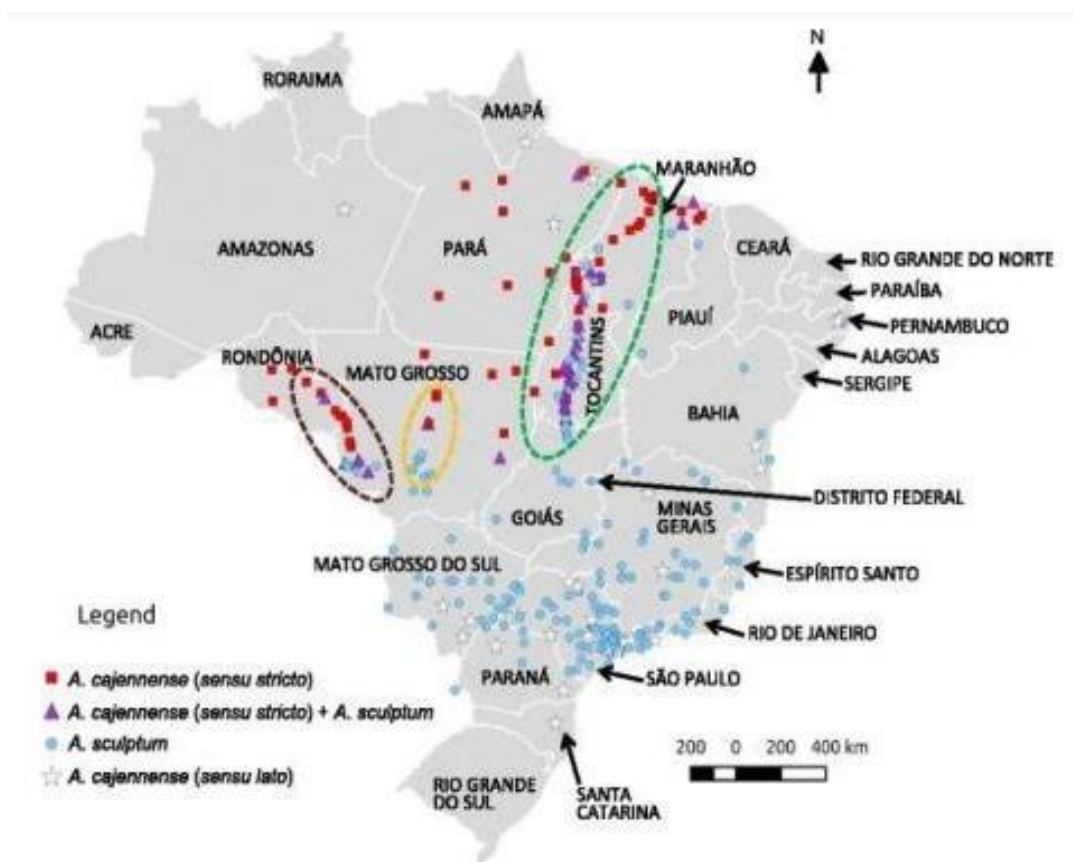 N
RORAIMA
AMAPÁ
MARANHÃO
AMAZONAS
PARÁ
CEARÁ
RIO GRANDE DO NORTE
PARAÍBA
PIAUÍ
PERNAMBUCO
ACRE
RONDÔNIA
TOCANTINS
ALAGOAS
MATO GROSSO
SERGIPE
BAHIA
DISTRITO FEDERAL
GOIÁS
MINAS
GERAIS
MATO GROSSO DO SUL
ESPÍRITO SANTO
Legend
RIO DE JANEIRO
A. cajennense (sensu stricto)
PARANÁ
SÃO PAULO
A. cajennense (sensu stricto) + A. sculptum
A. sculptum
200 0 200 400 km
A. cajennense (sensu lato)
RIO GRANDE
DO SUL
SANTA
CATARINA